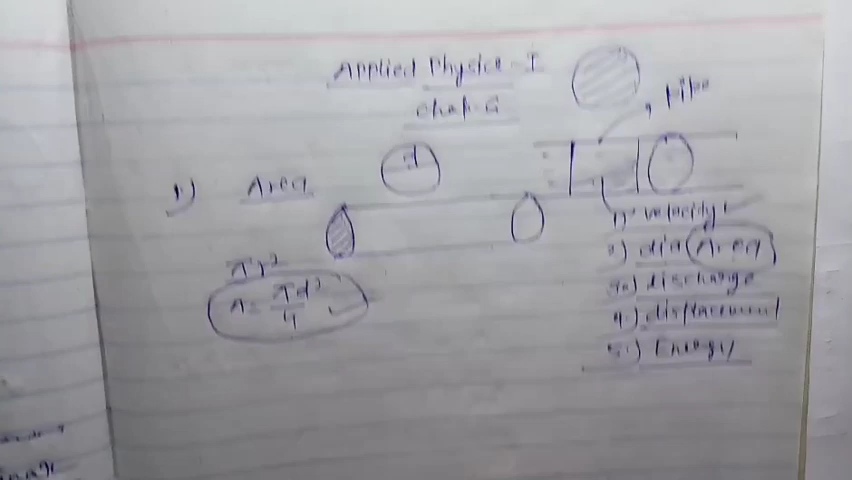 Applied Physics - I
Chap-6
Pipe
1) Area
d
πr²
A = πd²/4
1) velocity
2) dia Area
3) discharge
4) displacement
5) Energy